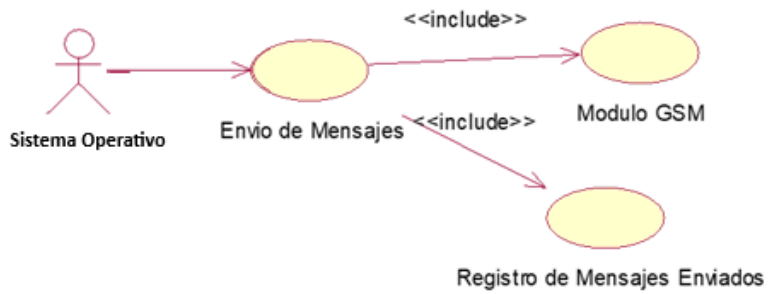 <<include>>
Modulo GSM
Envio de Mensajes
<<include>>
Sistema Operativo
Registro de Mensajes Enviados